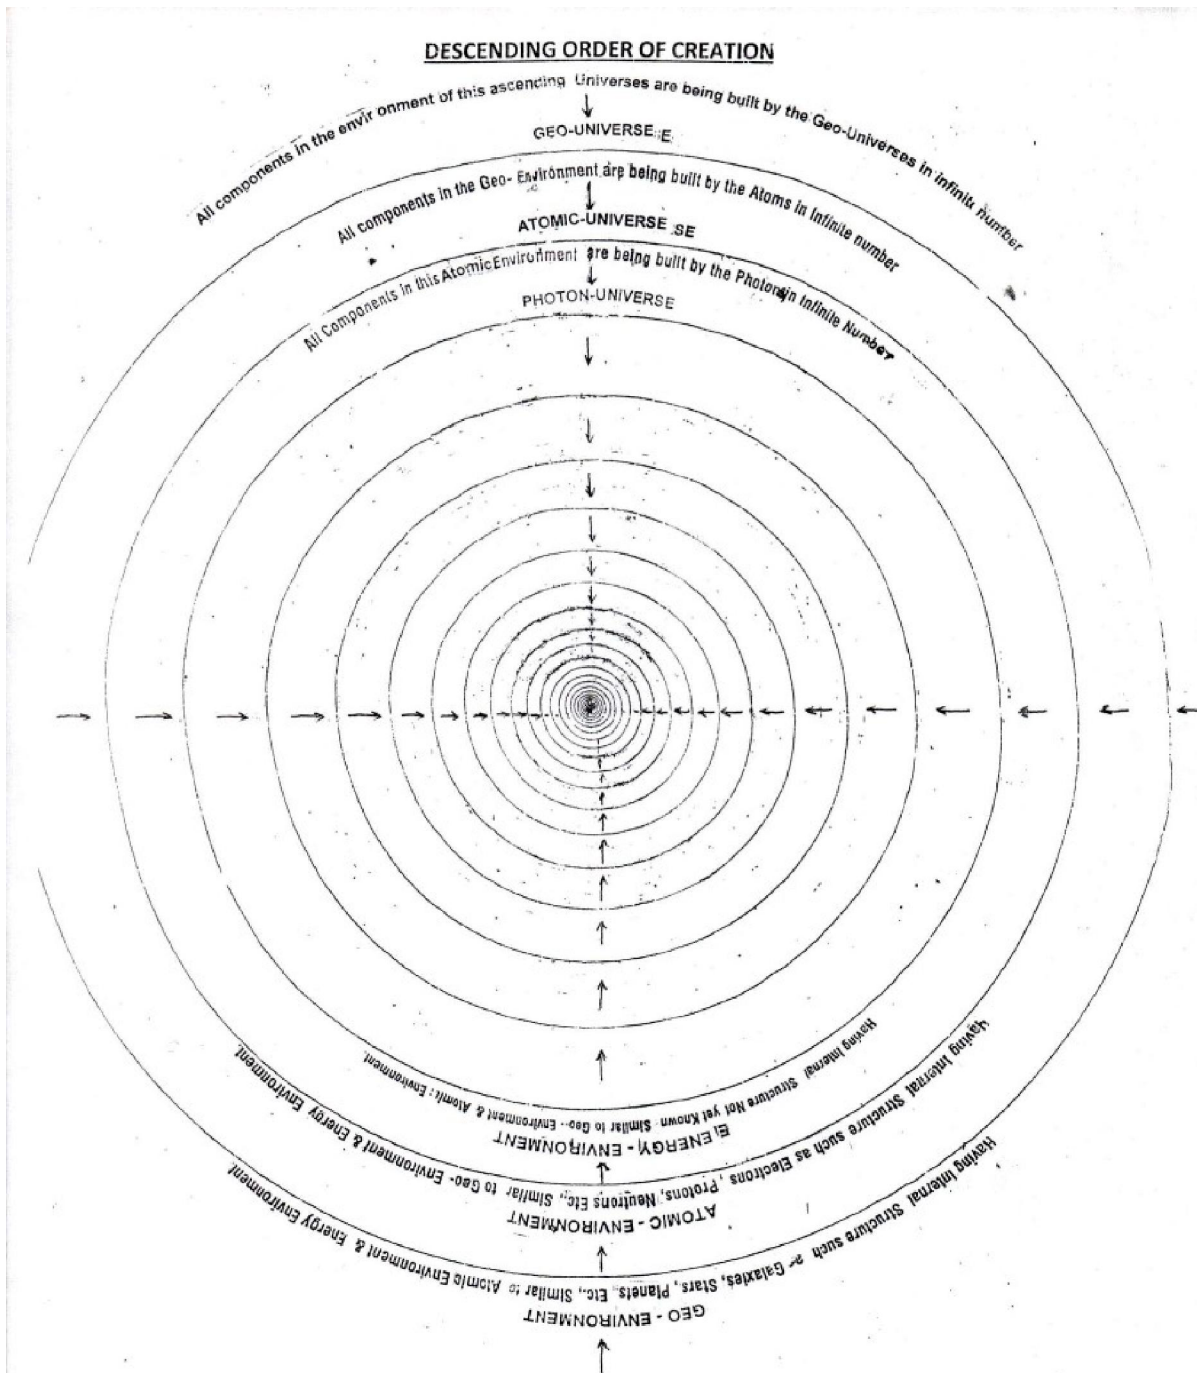 DESCENDING ORDER OF CREATION
All components in the environment of this ascending Universes are being built by the Geo-Universes in infinite number
GEO-UNIVERSE E
All components in the Geo- Environment are being built by the Atoms in Infinite number
ATOMIC-UNIVERSE SE
All Components in this Atomic Environment are being built by the Photons in Infinite Number
PHOTON-UNIVERSE
Having Internal Structure Not yet Known - Similar to Geo-- Environment & Atomic : Environment.
E ENERGY - ENVIRONMENT
Having Internal Structure such as Electrons , Protons, Neutrons Etc., Similar to Geo- Environment & Energy Environment
ATOMIC - ENVIRONMENT
Having Internal Structure such as Galaxies, Stars, Planets, Etc., Similar to Atomic Environment & Energy Environment
GEO - ENVIRONMENT